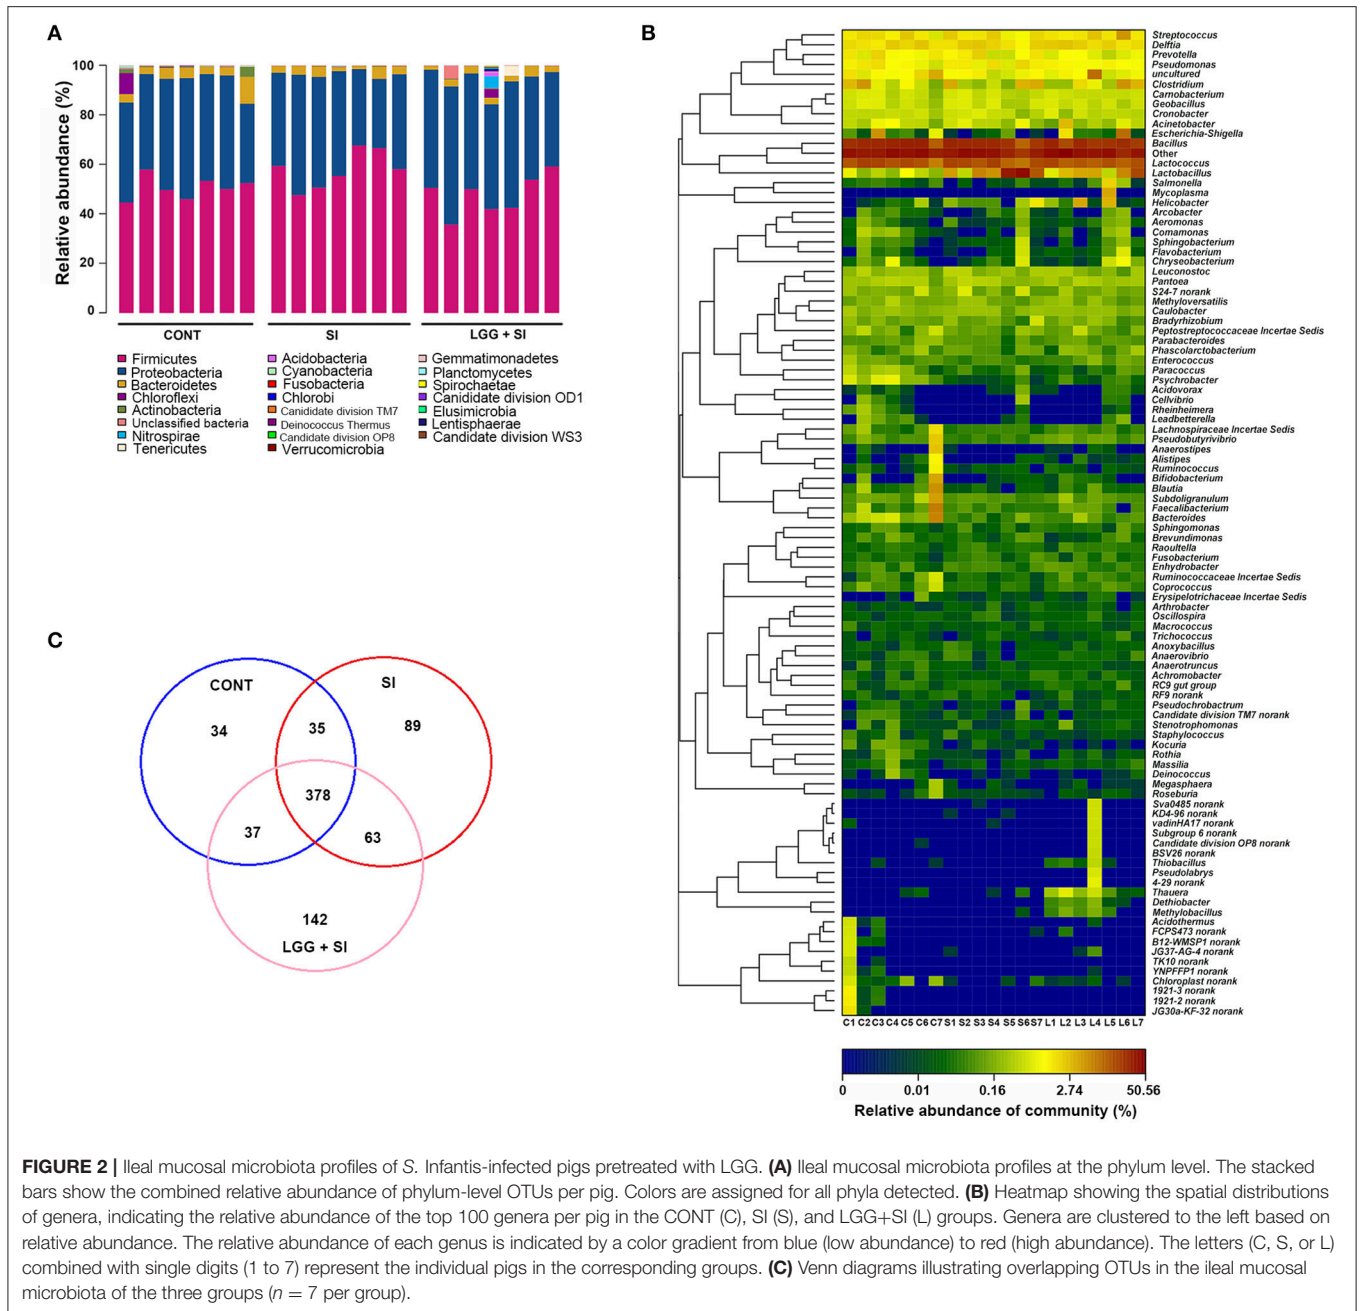 A
Relative abundance (%)
100
80
60
40
20
0
CONT
SI
LGG + SI
Firmicutes
Proteobacteria
Bacteroidetes
Chloroflexi
Actinobacteria
Unclassified bacteria
Nitrospirae
Tenericutes
Acidobacteria
Cyanobacteria
Fusobacteria
Chlorobi
Canididate division TM7
Deinococcus Thermus
Candidate division OP8
Verrucomicrobia
Gemmatimonadetes
Planctomycetes
Spirochaetae
Canididate division OD1
Elusimicrobia
Lentisphaerae
Candidate division WS3
B
Streptococcus
Delftia
Prevotella
Pseudomonas
uncultured
Clostridium
Carnobacterium
Geobacillus
Cronobacter
Acinetobacter
Escherichia-Shigella
Bacillus
Other
Lactococcus
Lactobacillus
Salmonella
Mycoplasma
Helicobacter
Arcobacter
Aeromonas
Comamonas
Sphingobacterium
Flavobacterium
Chryseobacterium
Leuconostoc
Pantoea
S24-7 norank
Methyloversatilis
Caulobacter
Bradyrhizobium
Peptostreptococcaceae Incertae Sedis
Parabacteroides
Phascolarctobacterium
Enterococcus
Paracoccus
Psychrobacter
Acidovorax
Cellvibrio
Rheinheimera
Leadbetterella
Lachnospiraceae Incertae Sedis
Pseudobutyrivibrio
Anaerostipes
Alistipes
Ruminococcus
Bifidobacterium
Blautia
Subdoligranulum
Faecalibacterium
Bacteroides
Sphingomonas
Brevundimonas
Raoultella
Fusobacterium
Enhydrobacter
Ruminococcaceae Incertae Sedis
Coprococcus
Erysipelotrichaceae Incertae Sedis
Arthrobacter
Oscillospira
Macrococcus
Trichococcus
Anoxybacillus
Anaerovibrio
Anaerotruncus
Achromobacter
RC9 gut group
RF9 norank
Pseudochrobactrum
Candidate division TM7 norank
Stenotrophomonas
Staphylococcus
Kocuria
Rothia
Massilia
Deinococcus
Megasphaera
Roseburia
Sva0485 norank
KD4-96 norank
vadinHA17 norank
Subgroup 6 norank
Candidate division OP8 norank
BSV26 norank
Thiobacillus
Pseudolabrys
4-29 norank
Thauera
Dethiobacter
Methylobacillus
Acidothermus
FCPS473 norank
B12-WMSP1 norank
JG37-AG-4 norank
TK10 norank
YNPFFP1 norank
Chloroplast norank
1921-3 norank
1921-2 norank
JG30a-KF-32 norank
C1 C2 C3 C4 C5 C6 C7 S1 S2 S3 S4 S5 S6 S7 L1 L2 L3 L4 L5 L6 L7
0 0.01 0.16 2.74 50.56
Relative abundance of community (%)
C
CONT
SI
34
35
89
378
37
63
142
LGG + SI
FIGURE 2 | Ileal mucosal microbiota profiles of S. Infantis-infected pigs pretreated with LGG. (A) Ileal mucosal microbiota profiles at the phylum level. The stacked
bars show the combined relative abundance of phylum-level OTUs per pig. Colors are assigned for all phyla detected. (B) Heatmap showing the spatial distributions
of genera, indicating the relative abundance of the top 100 genera per pig in the CONT (C), SI (S), and LGG+SI (L) groups. Genera are clustered to the left based on
relative abundance. The relative abundance of each genus is indicated by a color gradient from blue (low abundance) to red (high abundance). The letters (C, S, or L)
combined with single digits (1 to 7) represent the individual pigs in the corresponding groups. (C) Venn diagrams illustrating overlapping OTUs in the ileal mucosal
microbiota of the three groups (n = 7 per group).